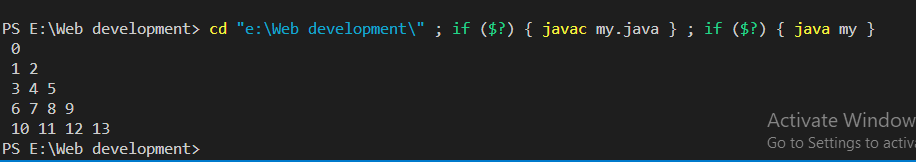 PS E:\Web development> cd "e:\Web development\" ; if ($?) { javac my.java } ; if ($?) { java my }
0
1 2
3 4 5
6 7 8 9
10 11 12 13
Activate Window
PS E:\Web development>
Go to Settings to activ